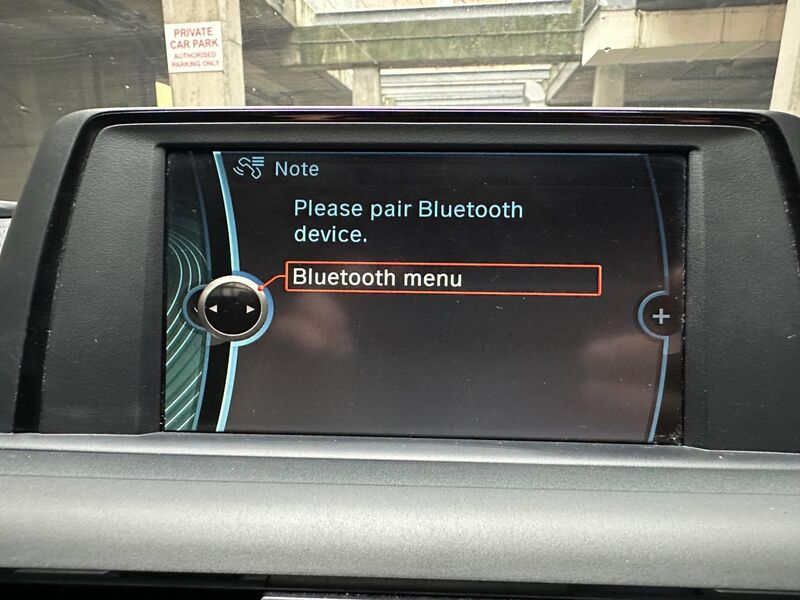 PRIVATE
CAR PARK
AUTHORISED
PARKING ONLY
Note
Please pair Bluetooth
device.
Bluetooth menu